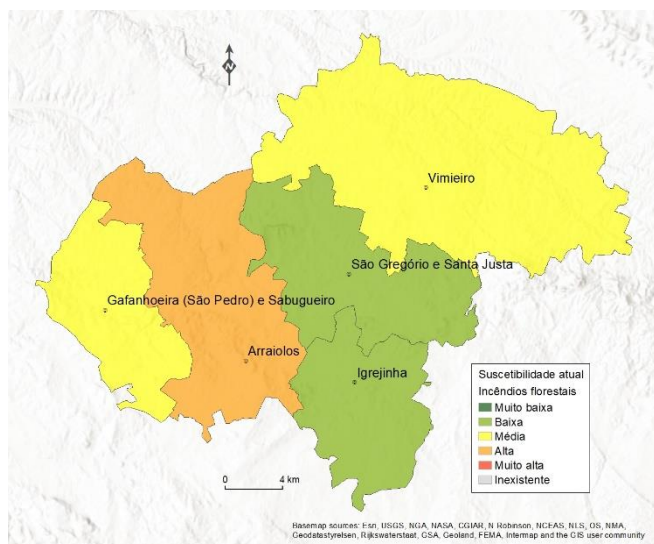 N
Vimieiro
São Gregório e Santa Justa
Gafanhoeira (São Pedro) e Sabugueiro
Arraiolos
Igrejinha
Suscetibilidade atual
Incêndios florestais
Muito baixa
Baixa
Média
Alta
Muito alta
Inexistente
0 4 km
Basemap sources: Esri, USGS, NGA, NASA, CGIAR, N Robinson, NCEAS, NLS, OS, NMA,
Geodatastyrelsen, Rijkswaterstaat, GSA, Geoland, FEMA, Intermap and the GIS user community